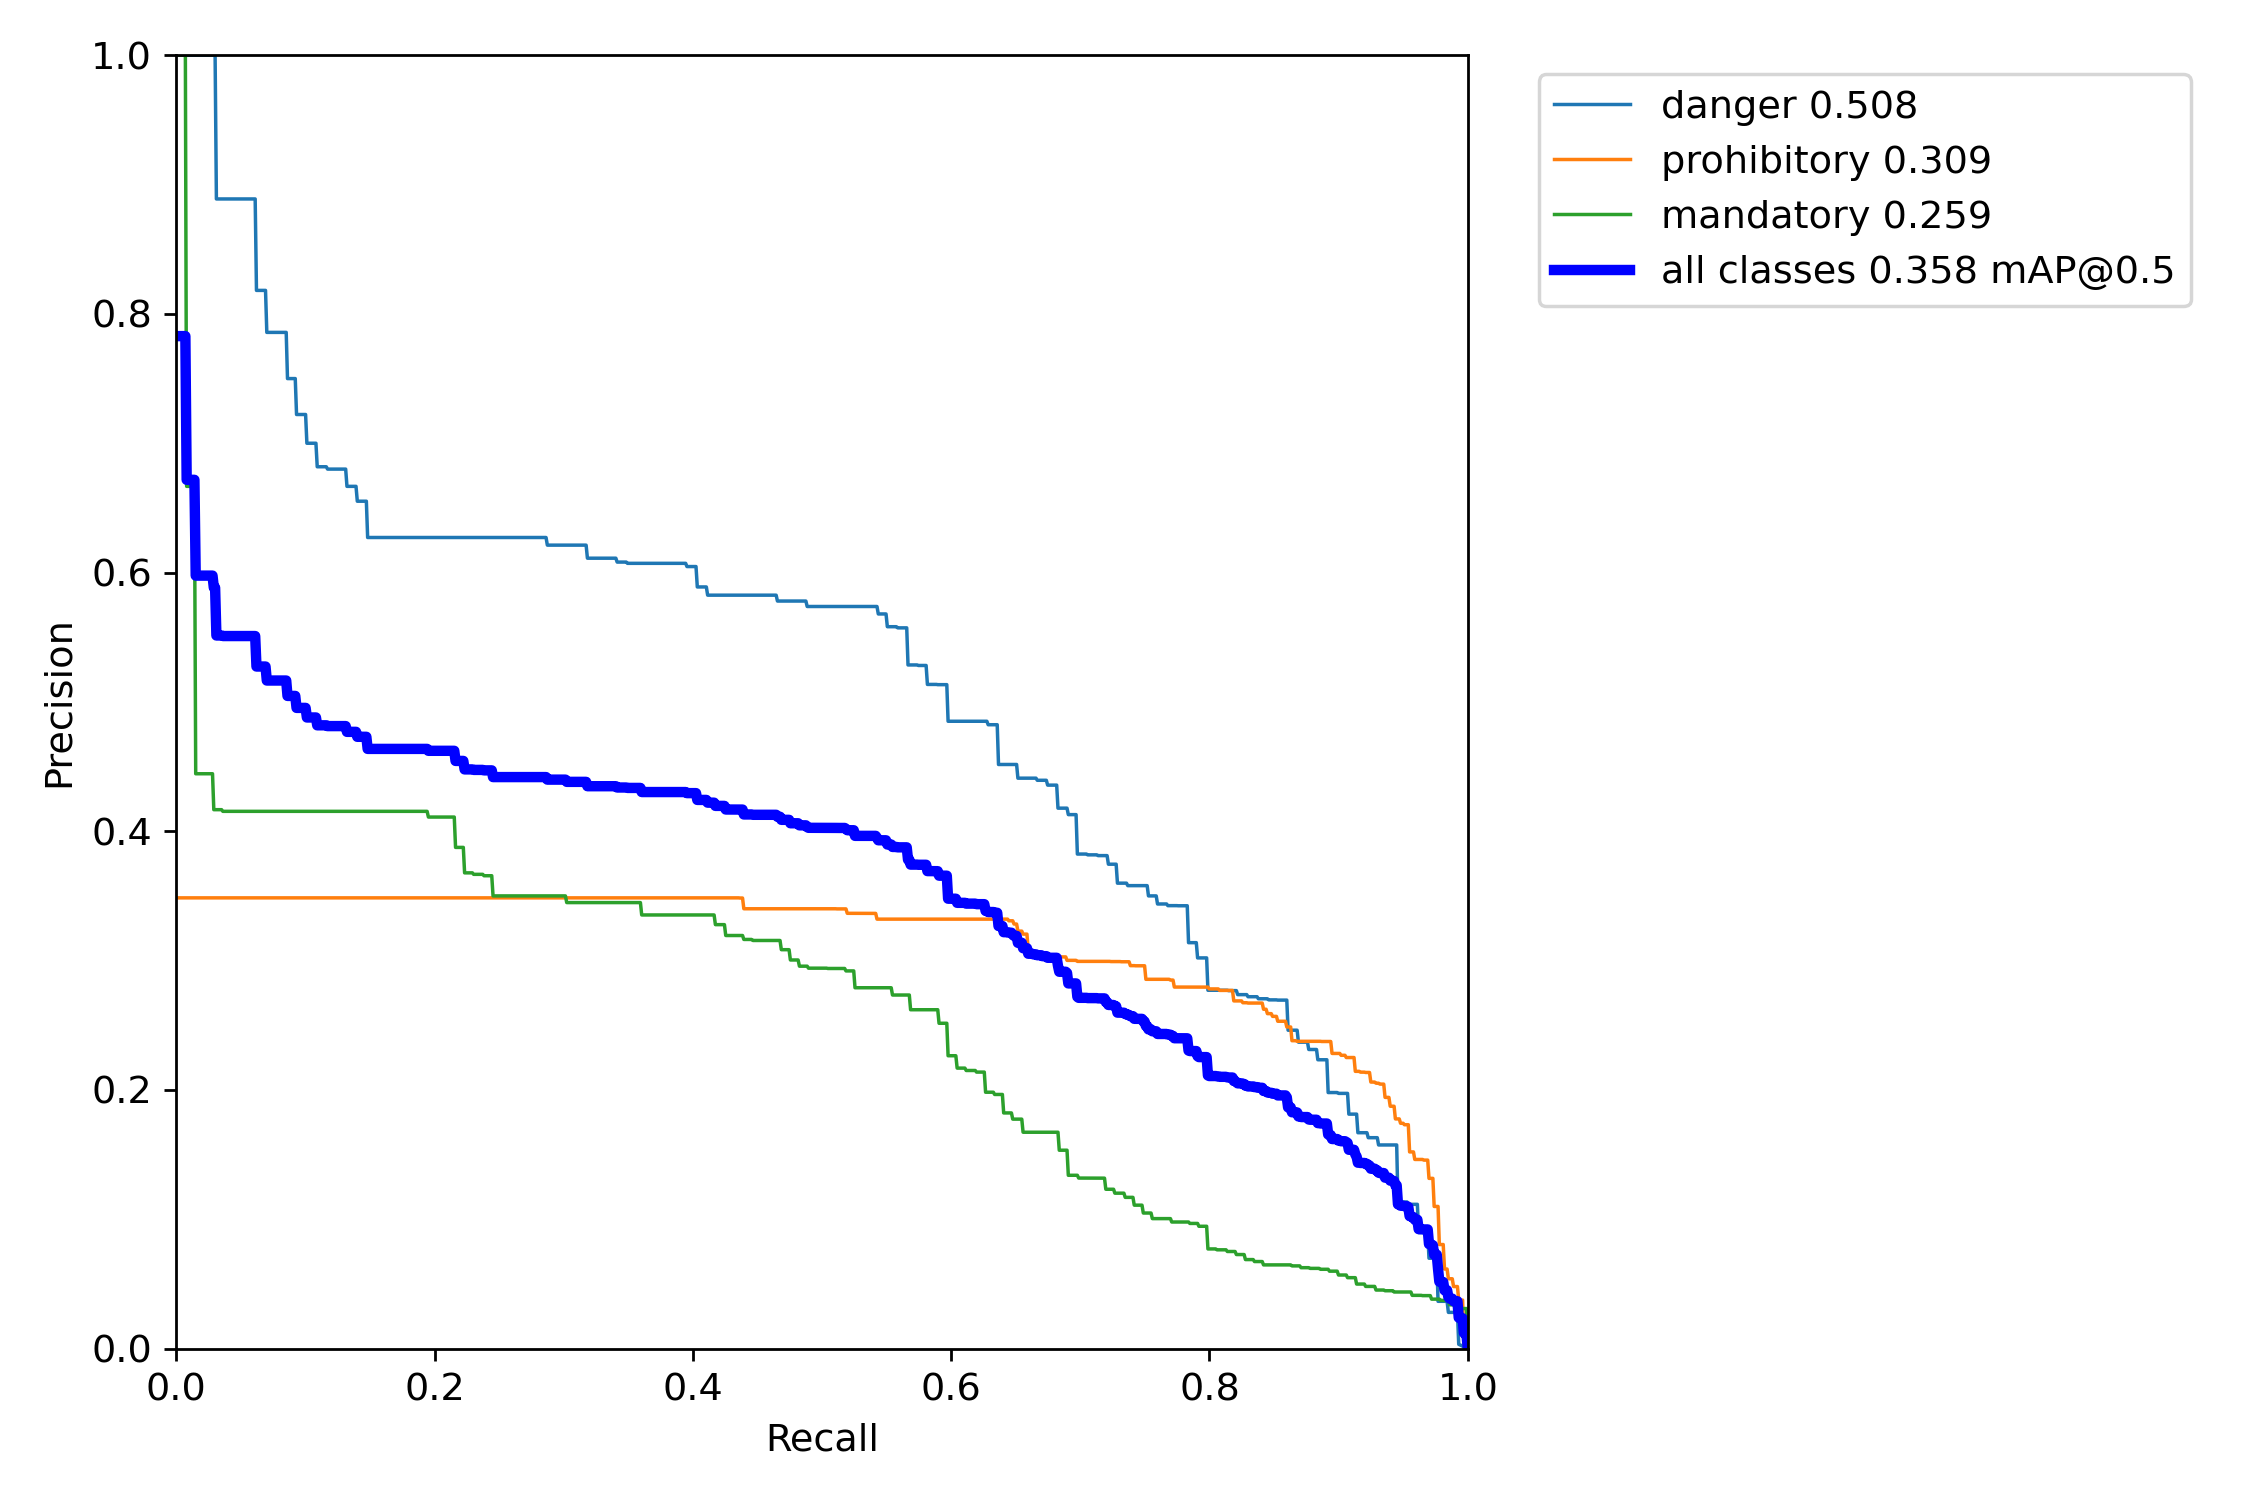 1.0
0.8
0.6
0.4
0.2
0.0
Precision
0.0 0.2 0.4 0.6 0.8 1.0
Recall
danger 0.508
prohibitory 0.309
mandatory 0.259
all classes 0.358 mAP@0.5